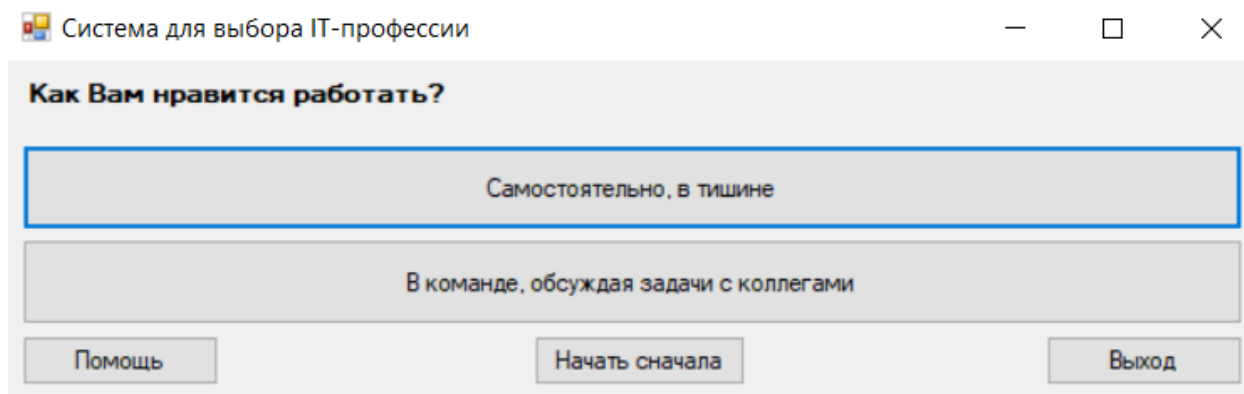 Система для выбора IT-профессии
Как Вам нравится работать?
Самостоятельно, в тишине
В команде, обсуждая задачи с коллегами
Помощь
Начать сначала
Выход